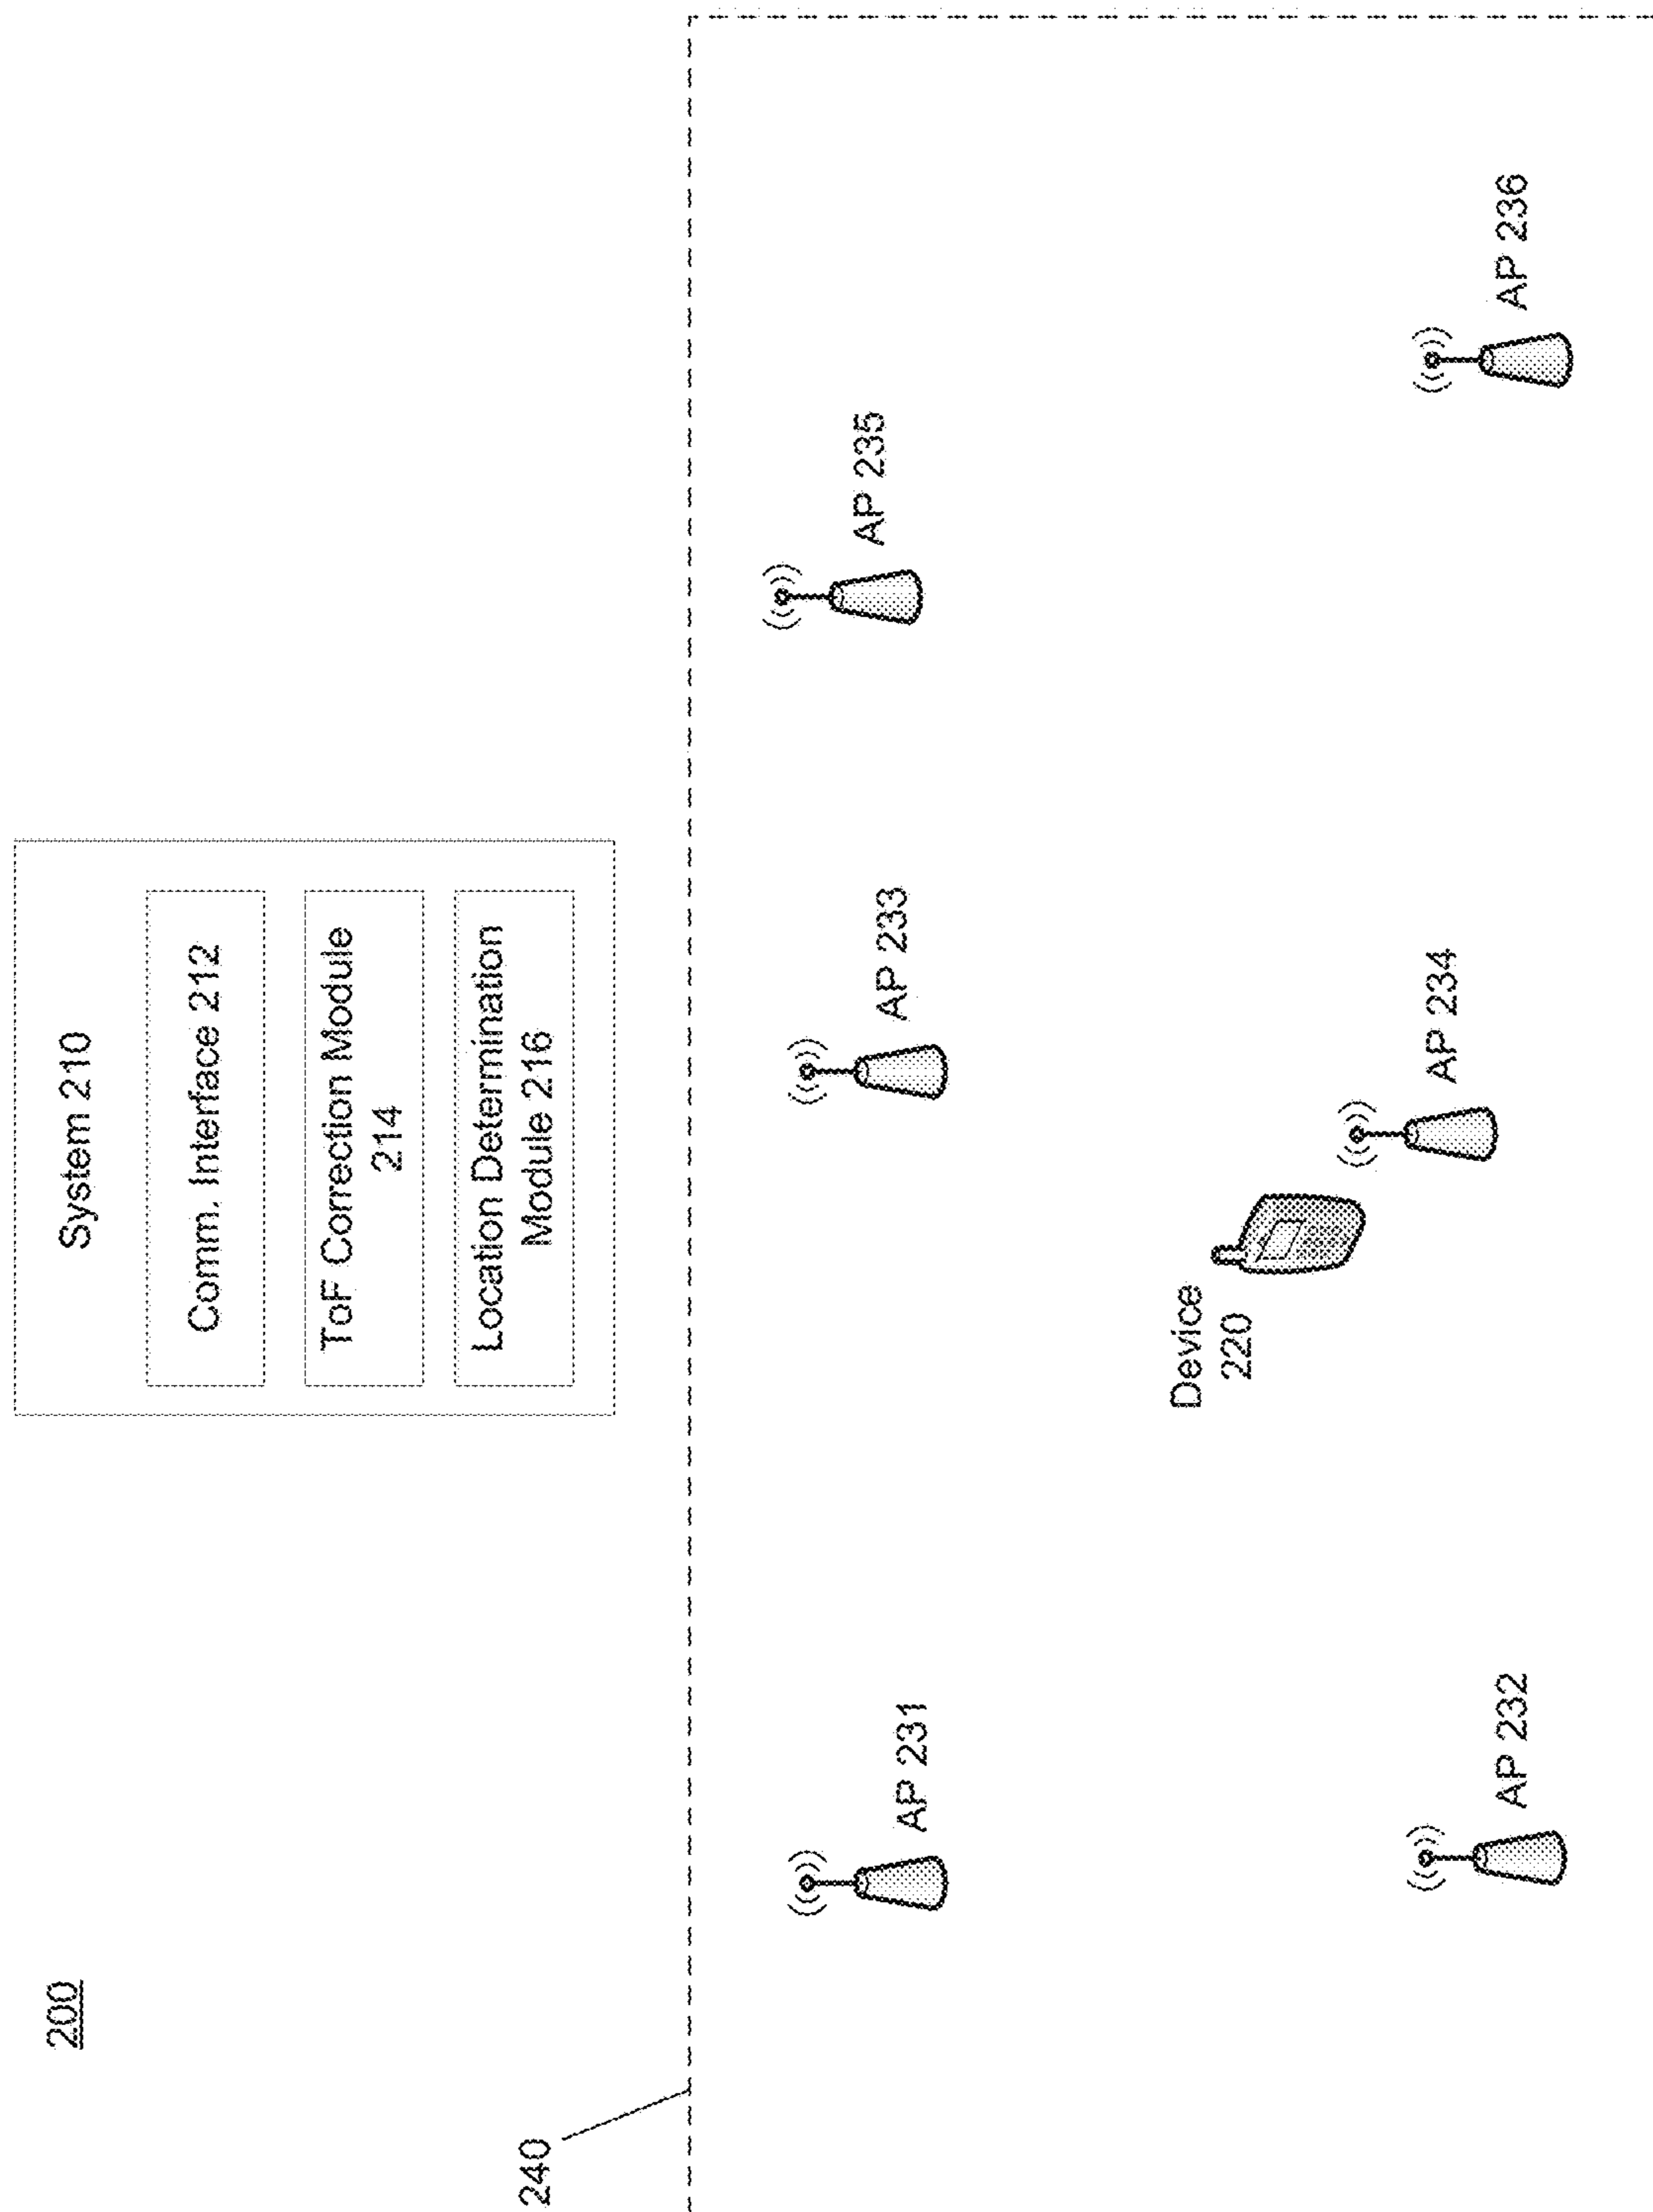 200
System 210
Comm. Interface 212
ToF Correction Module
214
Location Determination
Module 216
240
AP 231
AP 233
AP 235
Device
220
AP 234
AP 232
AP 236